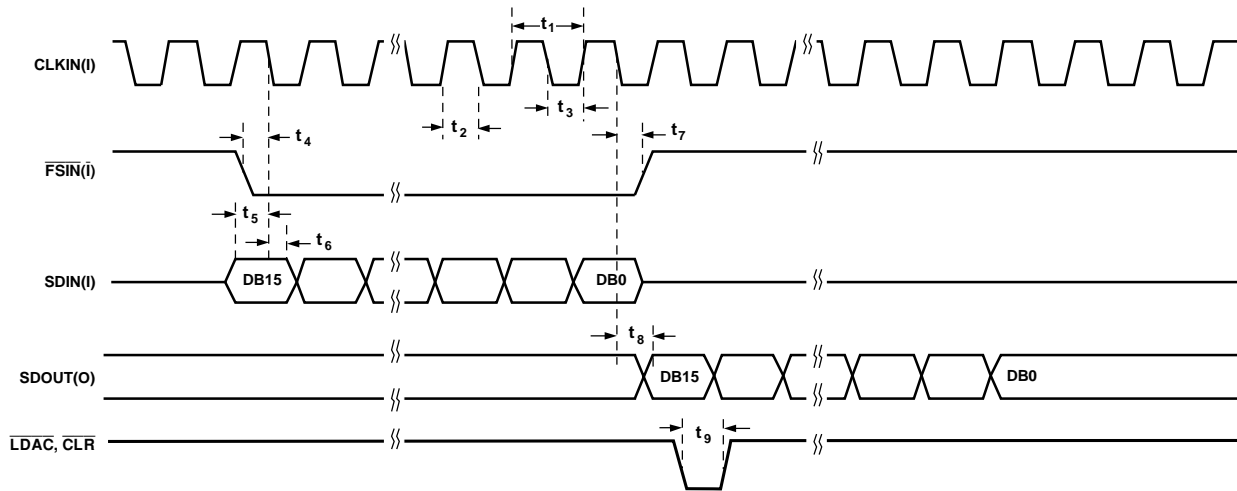 t1
CLKIN(I)
t3
t2
t4
t7
FSIN(I)
t5
t6
SDIN(I)
DB15
DB0
t8
SDOUT(O)
DB15
DB0
t9
LDAC, CLR